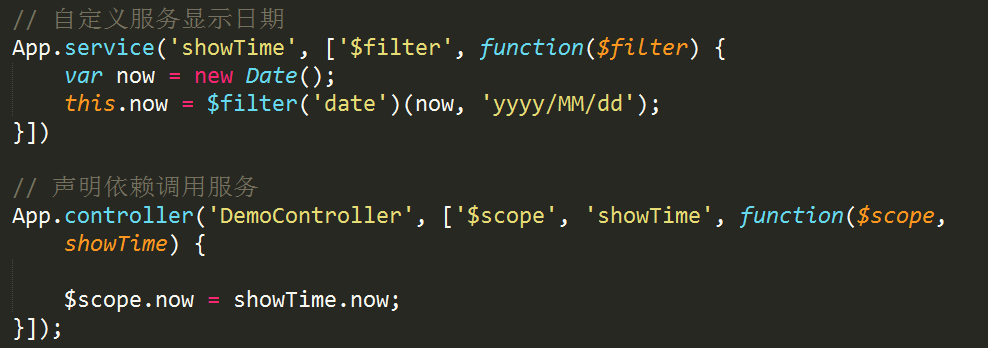 // 自定义服务显示日期
App.service('showTime', ['$filter', function($filter) {
    var now = new Date();
    this.now = $filter('date')(now, 'yyyy/MM/dd');
}])
// 声明依赖调用服务
App.controller('DemoController', ['$scope', 'showTime', function($scope,
    showTime) {
    $scope.now = showTime.now;
}]);